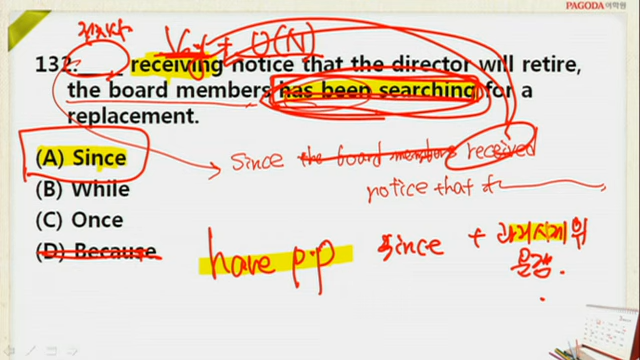 PAGODA 어학원
전치사
Ving + O(N)
132.____ receiving notice that the director will retire,
the board members has been searching for a
replacement.
(A) Since
(B) While
(C) Once
(D) Because
since the board members received
notice that
have p.p since + 과거시제위
문장.